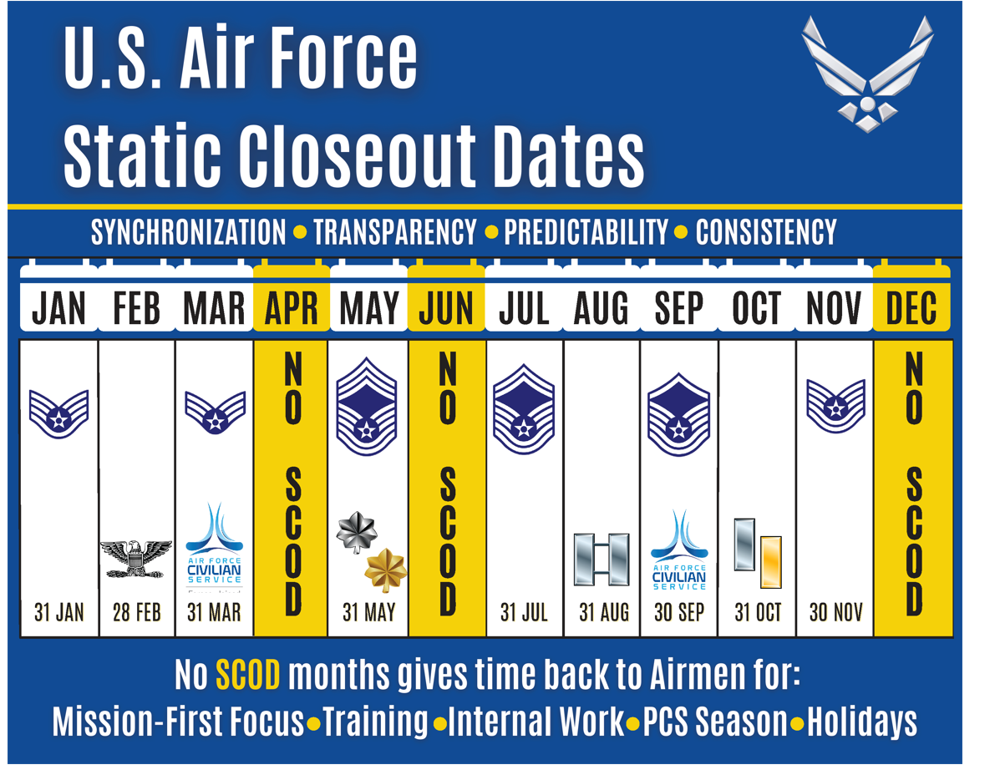 U.S. Air Force
Static Closeout Dates
SYNCHRONIZATION • TRANSPARENCY • PREDICTABILITY • CONSISTENCY
JAN FEB MAR APR MAY JUN JUL AUG SEP OCT NOV DEC
NO SCOD
NO SCOD
NO SCOD
AIR FORCE
CIVILIAN
SERVICE
AIR FORCE
CIVILIAN
SERVICE
31 JAN 28 FEB 31 MAR 31 MAY 31 JUL 31 AUG 30 SEP 31 OCT 30 NOV
No SCOD months gives time back to Airmen for:
Mission-First Focus•Training•Internal Work•PCS Season•Holidays